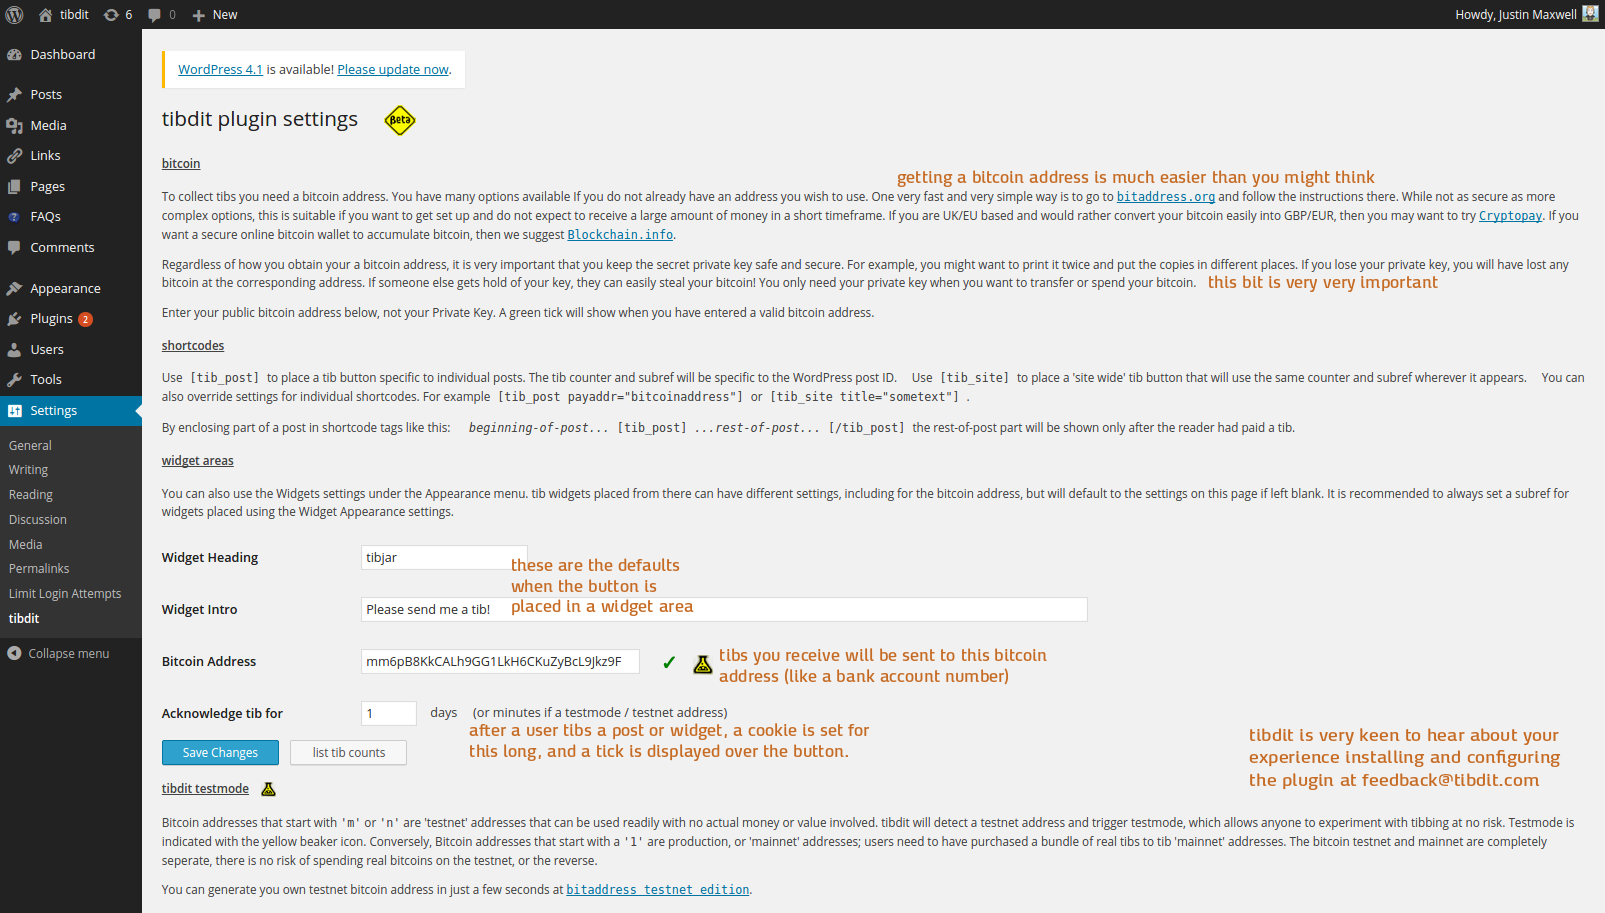 tibdit 6 0 New Howdy, Justin Maxwell
Dashboard
Posts
Media
Links
Pages
FAQs
Comments
Appearance
Plugins 2
Users
Tools
Settings
General
Writing
Reading
Discussion
Media
Permalinks
Limit Login Attempts
tibdit
Collapse menu
WordPress 4.1 is available! Please update now.
tibdit plugin settings Beta
bitcoin
getting a bitcoin address is much easier than you might think
To collect tibs you need a bitcoin address. You have many options available If you do not already have an address you wish to use. One very fast and very simple way is to go to bitaddress.org and follow the instructions there. While not as secure as more
complex options, this is suitable if you want to get set up and do not expect to receive a large amount of money in a short timeframe. If you are UK/EU based and would rather convert your bitcoin easily into GBP/EUR, then you may want to try Cryptopay. If you
want a secure online bitcoin wallet to accumulate bitcoin, then we suggest Blockchain.info.
Regardless of how you obtain your a bitcoin address, it is very important that you keep the secret private key safe and secure. For example, you might want to print it twice and put the copies in different places. If you lose your private key, you will have lost any
bitcoin at the corresponding address. If someone else gets hold of your key, they can easily steal your bitcoin! You only need your private key when you want to transfer or spend your bitcoin. this bit is very very important
Enter your public bitcoin address below, not your Private Key. A green tick will show when you have entered a valid bitcoin address.
shortcodes
Use [tib_post] to place a tib button specific to individual posts. The tib counter and subref will be specific to the WordPress post ID. Use [tib_site] to place a 'site wide' tib button that will use the same counter and subref wherever it appears. You can
also override settings for individual shortcodes. For example [tib_post payaddr="bitcoinaddress"] or [tib_site title="sometext"] .
By enclosing part of a post in shortcode tags like this: beginning-of-post... [tib_post] ...rest-of-post... [/tib_post] the rest-of-post part will be shown only after the reader had paid a tib.
widget areas
You can also use the Widgets settings under the Appearance menu. tib widgets placed from there can have different settings, including for the bitcoin address, but will default to the settings on this page if left blank. It is recommended to always set a subref for
widgets placed using the Widget Appearance settings.
Widget Heading tibjar
these are the defaults
when the button is
placed in a widget area
Widget Intro Please send me a tib!
Bitcoin Address mm6pB8KkCALh9GG1LkH6CKuZyBcL9Jkz9F ✓
tibs you receive will be sent to this bitcoin
address (like a bank account number)
Acknowledge tib for 1 days (or minutes if a testmode / testnet address)
after a user tibs a post or widget, a cookie is set for
this long, and a tick is displayed over the button.
Save Changes list tib counts
tibdit is very keen to hear about your
experience installing and configuring
the plugin at feedback@tibdit.com
tibdit testmode
Bitcoin addresses that start with 'm' or 'n' are 'testnet' addresses that can be used readily with no actual money or value involved. tibdit will detect a testnet address and trigger testmode, which allows anyone to experiment with tibbing at no risk. Testmode is
indicated with the yellow beaker icon. Conversely, Bitcoin addresses that start with a '1' are production, or 'mainnet' addresses; users need to have purchased a bundle of real tibs to tib 'mainnet' addresses. The bitcoin testnet and mainnet are completely
seperate, there is no risk of spending real bitcoins on the testnet, or the reverse.
You can generate you own testnet bitcoin address in just a few seconds at bitaddress testnet edition.